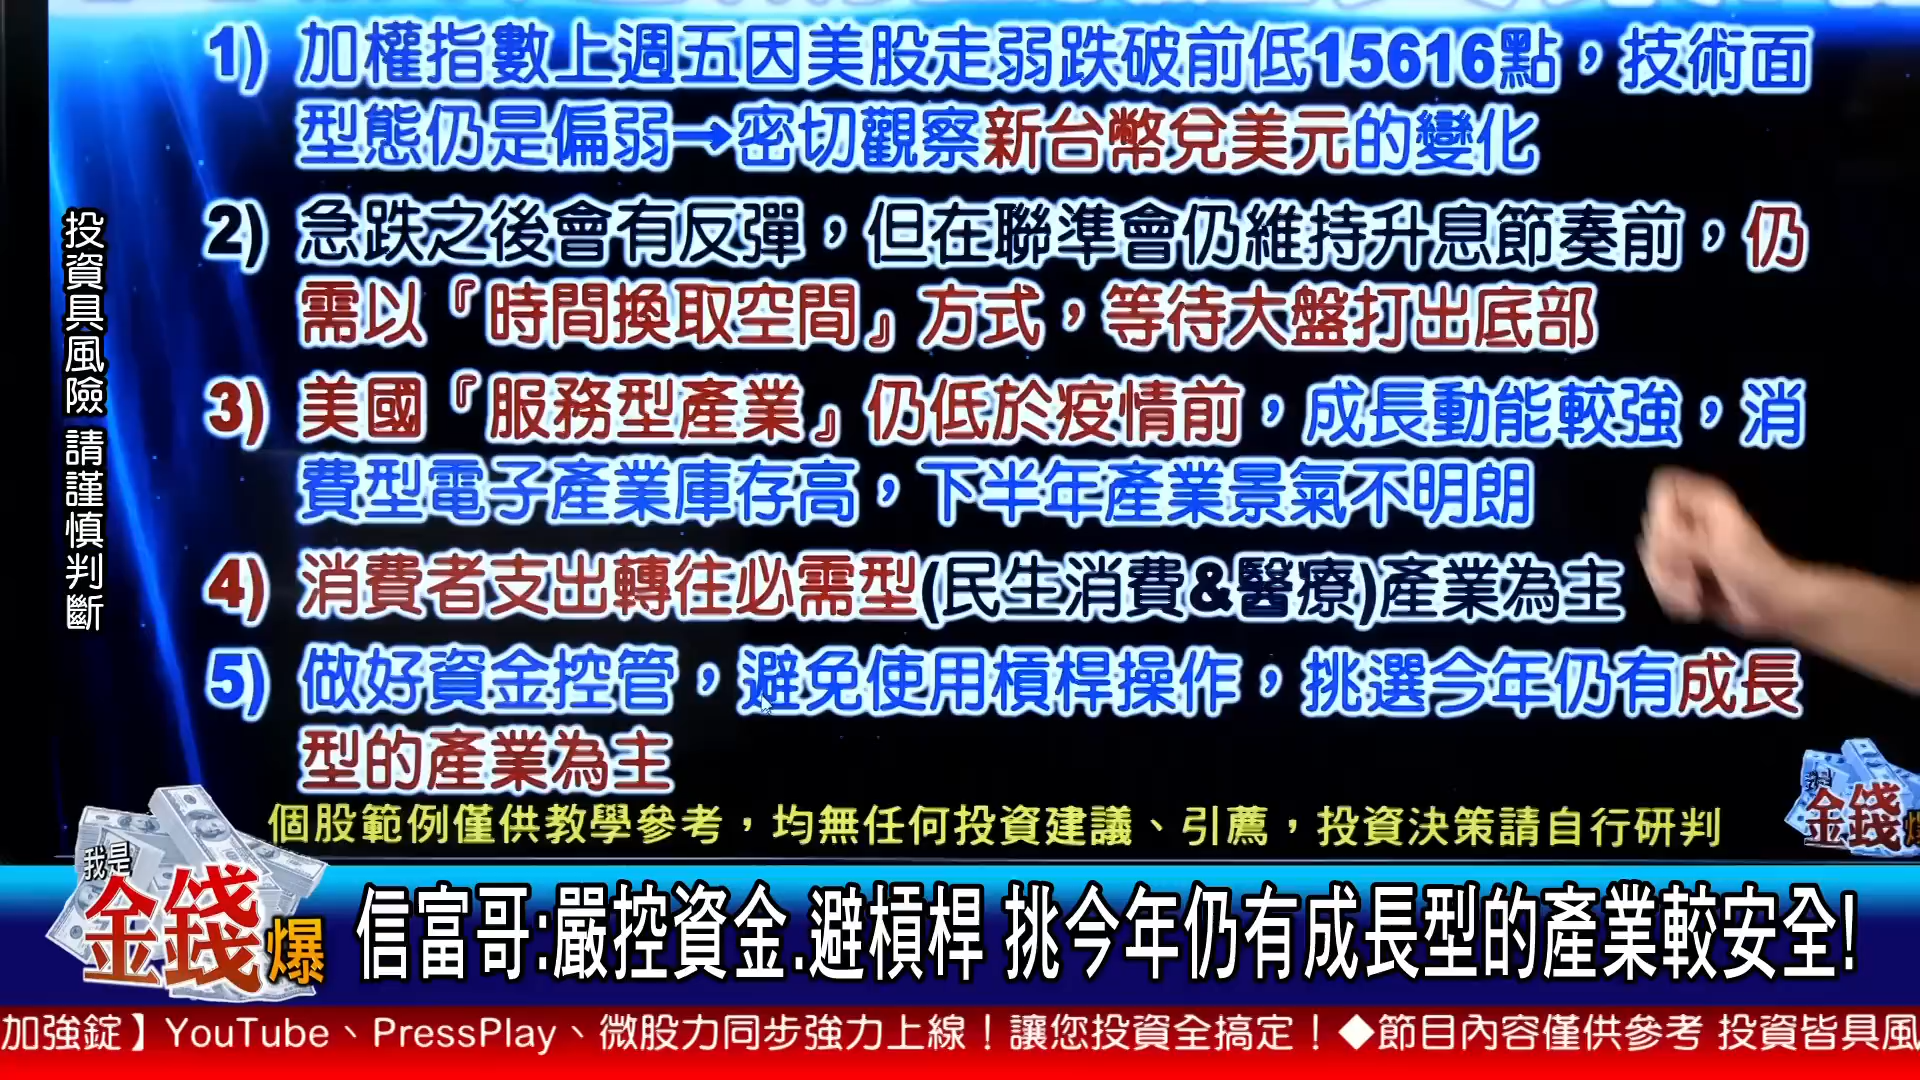 1) 加權指數上週五因美股走弱跌破前低15616點，技術面
型態仍是偏弱→密切觀察新台幣兌美元的變化
2) 急跌之後會有反彈，但在聯準會仍維持升息節奏前，仍
需以『時間換取空間』方式，等待大盤打出底部
3) 美國『服務型產業』仍低於疫情前，成長動能較強，消
費型電子產業庫存高，下半年產業景氣不明朗
4) 消費者支出轉往必需型(民生消費&醫療)產業為主
5) 做好資金控管，避免使用槓桿操作，挑選今年仍有成長
型的產業為主
投資具風險 請謹慎判斷
個股範例僅供教學參考，均無任何投資建議、引薦，投資決策請自行研判
我是
金錢爆
金錢爆
信富哥:嚴控資金.避槓桿 挑今年仍有成長型的產業較安全!
加強錠】YouTube、PressPlay、微股力同步強力上線！讓您投資全搞定！◆節目內容僅供參考 投資皆具風